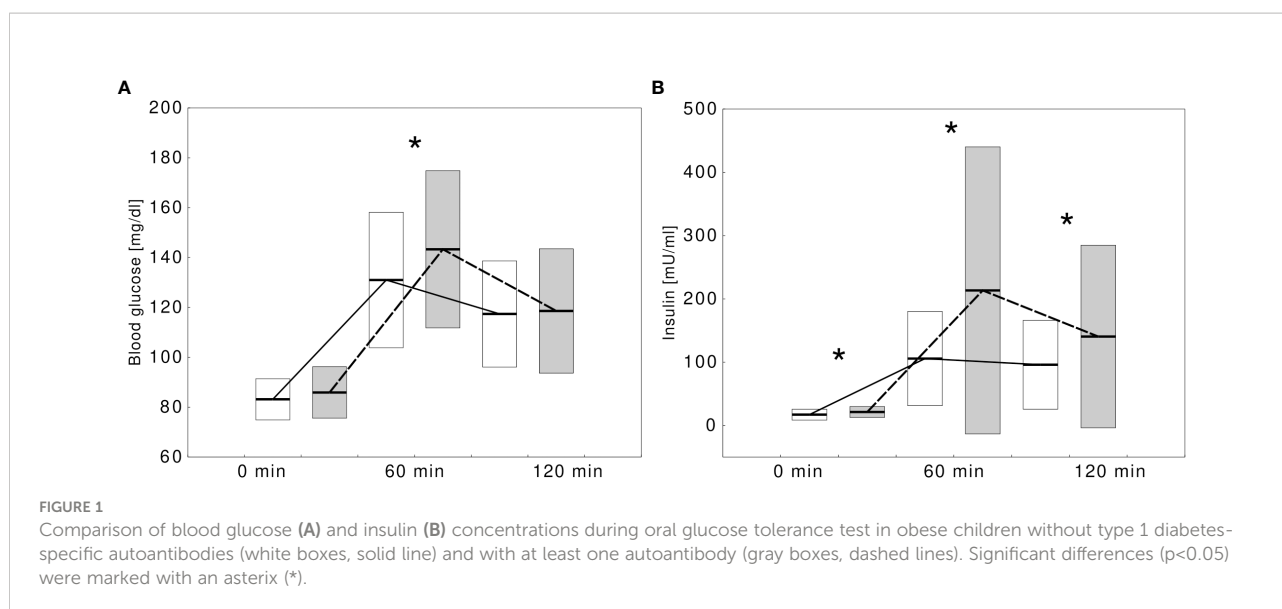 A
B
200
180
160
140
120
100
80
60
Blood glucose [mg/dl]
*
0 min
60 min
120 min
500
400
300
200
100
0
Insulin [mU/ml]
*
*
*
0 min
60 min
120 min
FIGURE 1
Comparison of blood glucose (A) and insulin (B) concentrations during oral glucose tolerance test in obese children without type 1 diabetes-
specific autoantibodies (white boxes, solid line) and with at least one autoantibody (gray boxes, dashed lines). Significant differences (p<0.05)
were marked with an asterix (*).